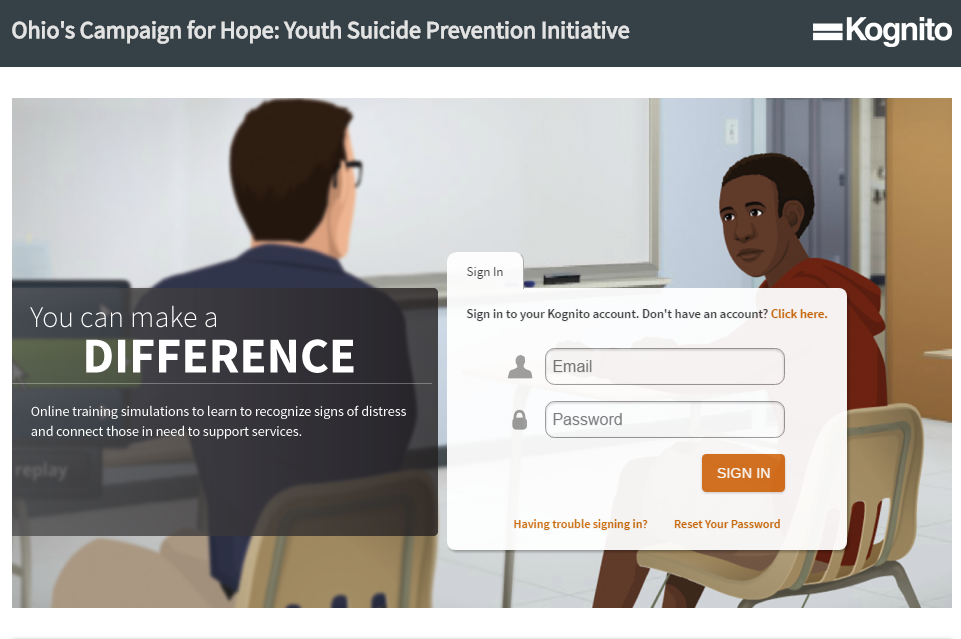 Ohio's Campaign for Hope: Youth Suicide Prevention Initiative
Kognito
You can make a
DIFFERENCE
Online training simulations to learn to recognize signs of distress
and connect those in need to support services.
replay
Sign In
Sign in to your Kognito account. Don't have an account? Click here.
Email
Password
SIGN IN
Having trouble signing in? Reset Your Password